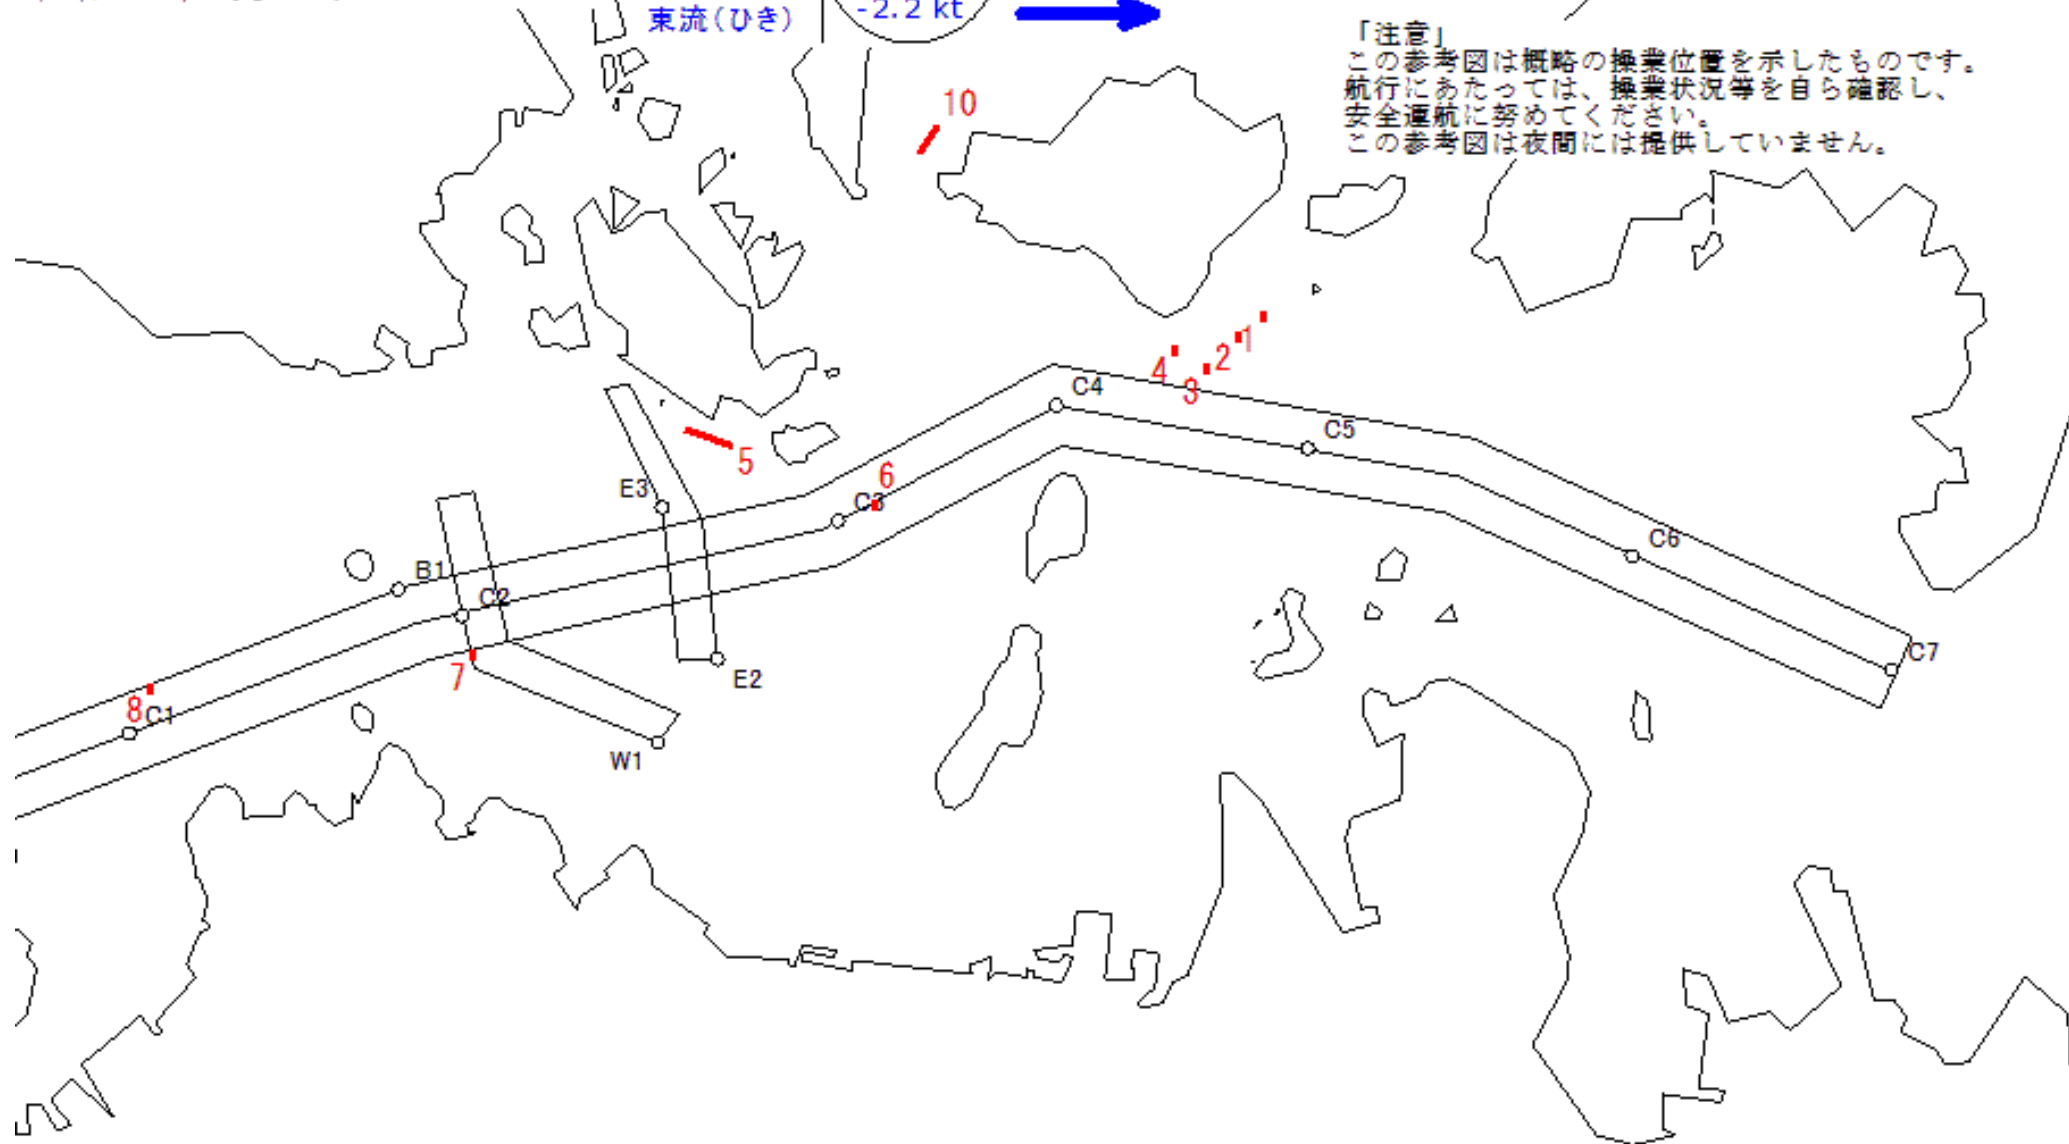 東流(ひき)
-2.2 kt
「注意」
この参考図は概略の操業位置を示したものです。
航行にあたっては、操業状況等を自ら確認し、
安全運航に努めてください。
この参考図は夜間には提供していません。
10
1
2
4
3
C4
C5
5
6
E3
C3
C6
B1
C2
C7
7
E2
8
C1
W1